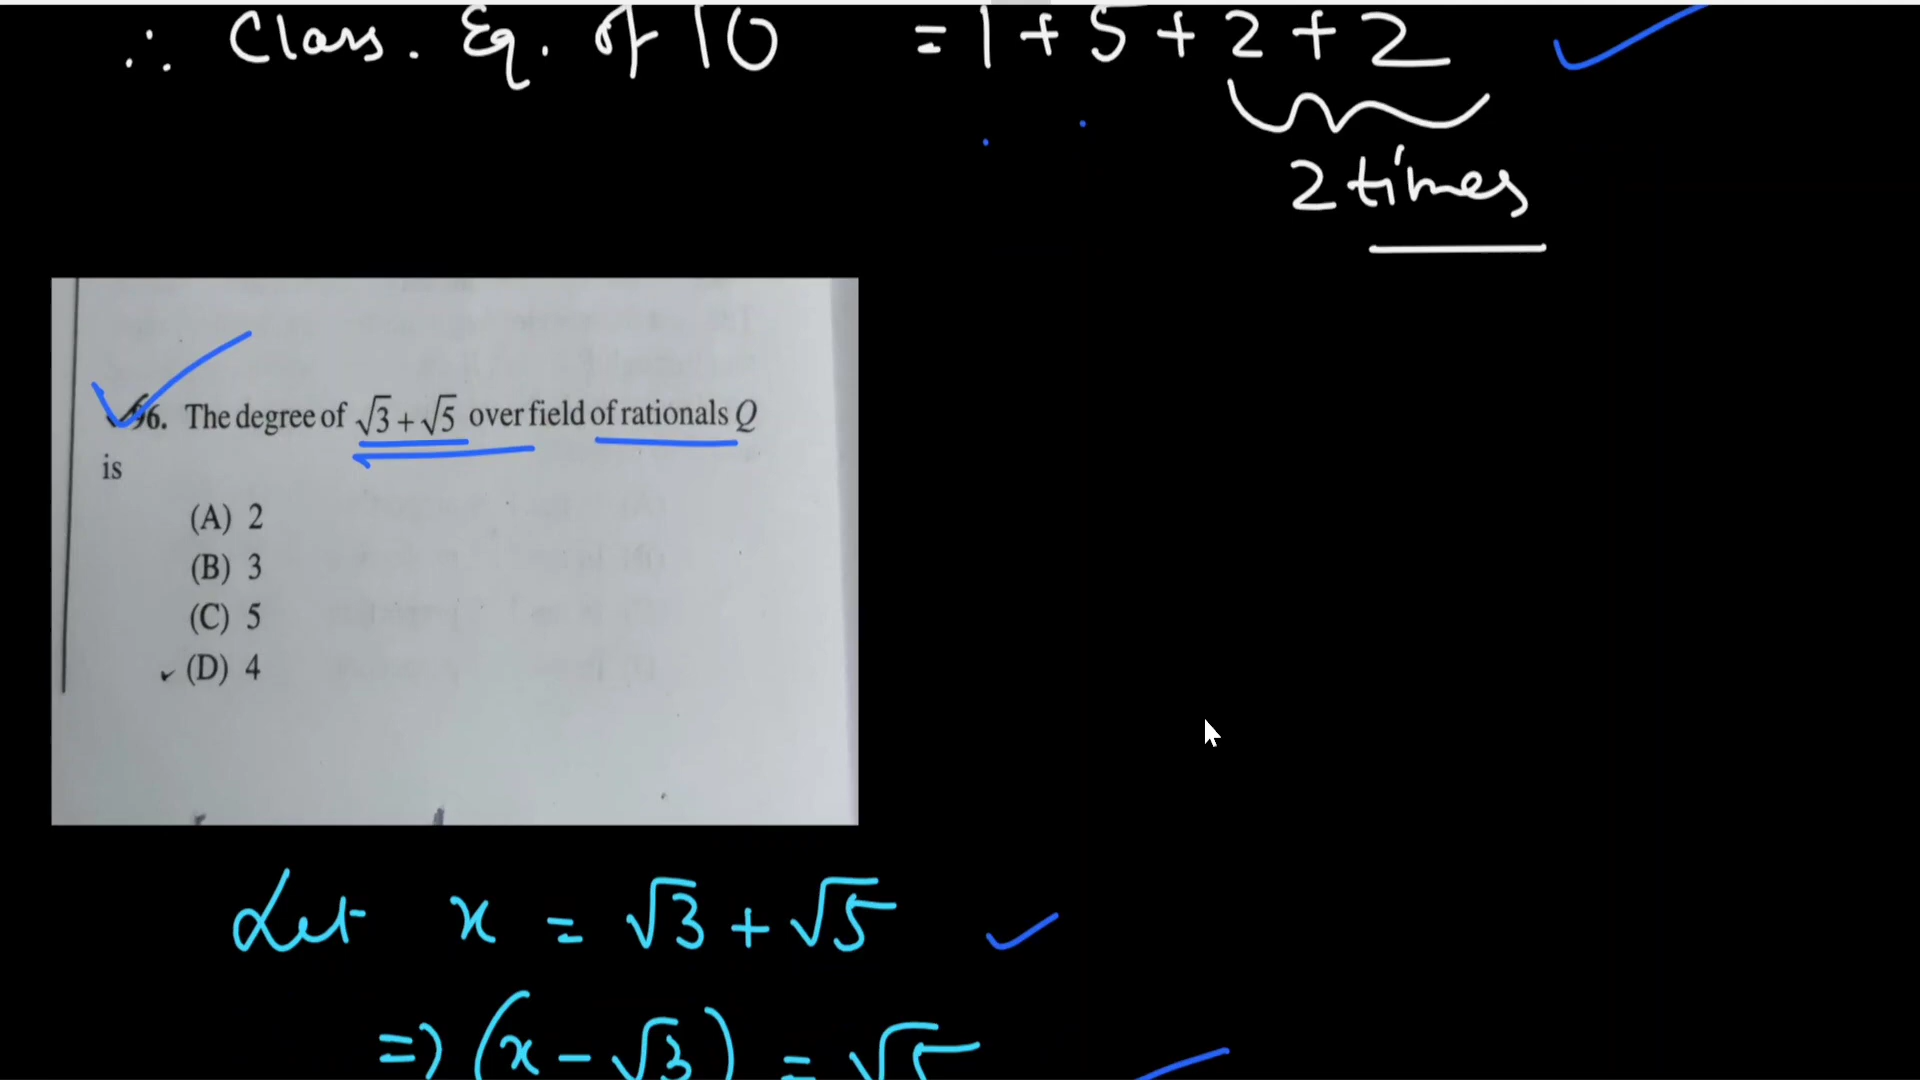 ∴ Class. Eq. of 10 = 1 + 5 + 2 + 2
2 times
96. The degree of √3 + √5 over field of rationals Q
is
(A) 2
(B) 3
(C) 5
(D) 4
Let x = √3 + √5
=> (x - √3) = √5